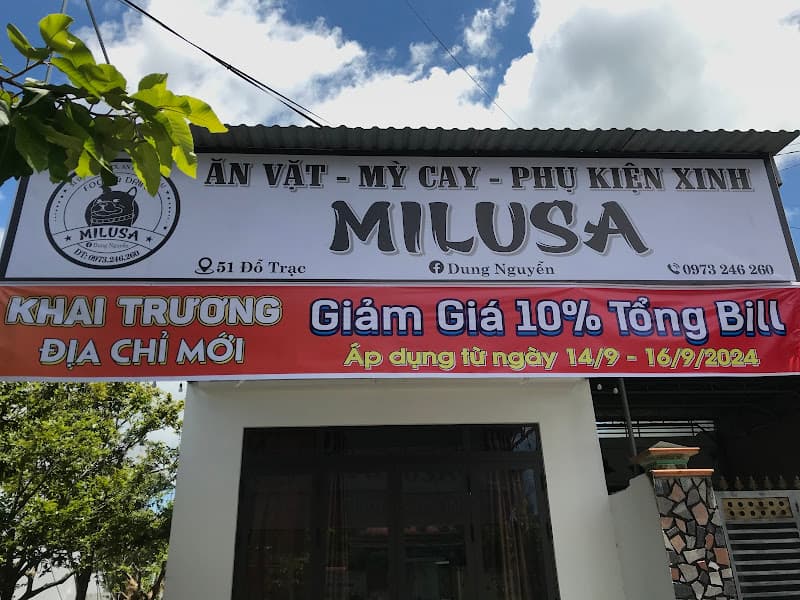 ĂN VẶT - MỲ CAY - PHỤ KIỆN XINH
MILUSA
51 Đỗ Trạc
Dung Nguyễn
0973 246 260
MILUSA
Dung Nguyễn
ĐT: 0973.246.260
KHAI TRƯƠNG
ĐỊA CHỈ MỚI
Giảm Giá 10% Tổng Bill
Áp dụng từ ngày 14/9 - 16/9/2024